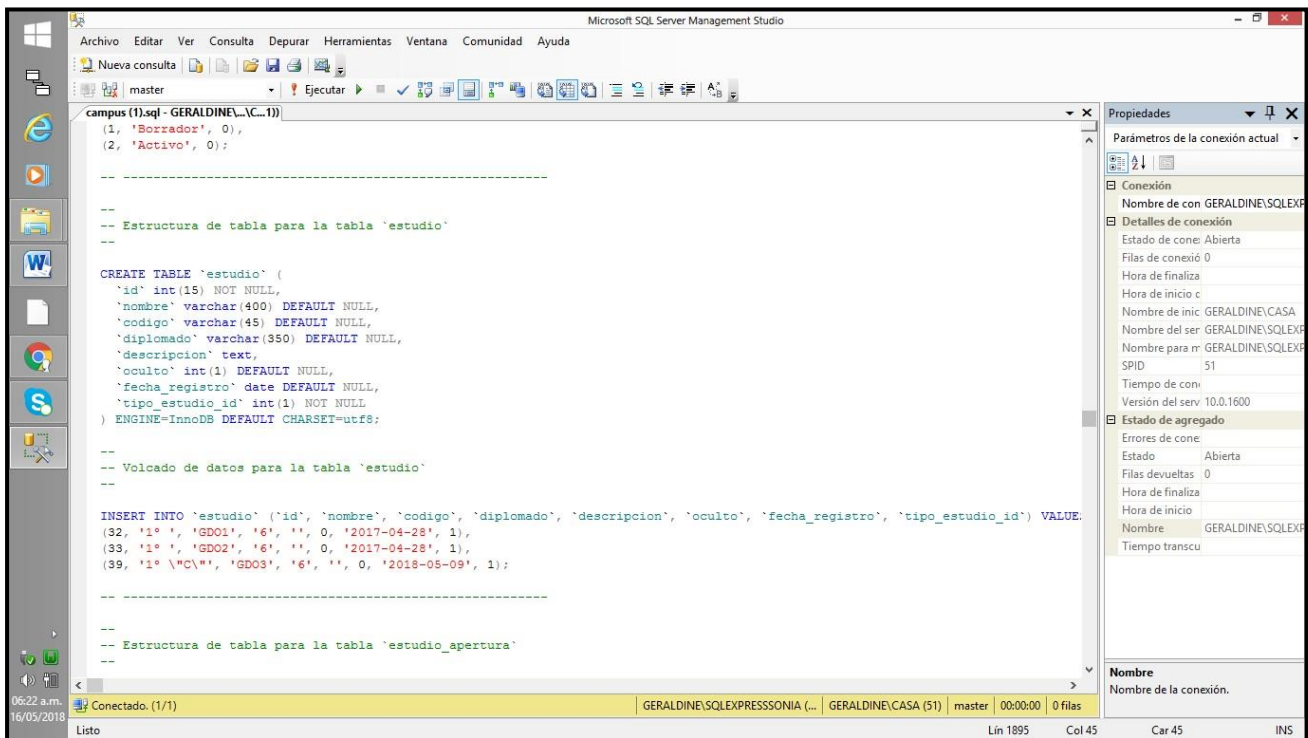 Microsoft SQL Server Management Studio
Archivo Editar Ver Consulta Depurar Herramientas Ventana Comunidad Ayuda
Nueva consulta
master Ejecutar
campus (1).sql - GERALDINE\...\C...1))
(1, 'Borrador', 0),
(2, 'Activo', 0);
-- --------------------------------------------------------
--
-- Estructura de tabla para la tabla `estudio`
--
CREATE TABLE `estudio` (
`id` int(15) NOT NULL,
`nombre` varchar(400) DEFAULT NULL,
`codigo` varchar(45) DEFAULT NULL,
`diplomado` varchar(350) DEFAULT NULL,
`descripcion` text,
`oculto` int(1) DEFAULT NULL,
`fecha_registro` date DEFAULT NULL,
`tipo_estudio_id` int(1) NOT NULL
) ENGINE=InnoDB DEFAULT CHARSET=utf8;
--
-- Volcado de datos para la tabla `estudio`
--
INSERT INTO `estudio` (`id`, `nombre`, `codigo`, `diplomado`, `descripcion`, `oculto`, `fecha_registro`, `tipo_estudio_id`) VALUE
(32, '1° ', 'GDO1', '6', '', 0, '2017-04-28', 1),
(33, '1° ', 'GDO2', '6', '', 0, '2017-04-28', 1),
(39, '1° \"C\"', 'GDO3', '6', '', 0, '2018-05-09', 1);
-- --------------------------------------------------------
--
-- Estructura de tabla para la tabla `estudio_apertura`
--
Propiedades
Parámetros de la conexión actual
Conexión
Nombre de con GERALDINE\SQLEXP
Detalles de conexión
Estado de cone Abierta
Filas de conexió 0
Hora de finaliza
Hora de inicio c
Nombre de inic GERALDINE\CASA
Nombre del ser GERALDINE\SQLEXP
Nombre para m GERALDINE\SQLEXP
SPID 51
Tiempo de con
Versión del serv 10.0.1600
Estado de agregado
Errores de cone
Estado Abierta
Filas devueltas 0
Hora de finaliza
Hora de inicio
Nombre GERALDINE\SQLEXP
Tiempo transcu
Nombre
Nombre de la conexión.
06:22 a.m.
16/05/2018
Conectado. (1/1) GERALDINE\SQLEXPRESSSONIA (... GERALDINE\CASA (51) master 00:00:00 0 filas
Listo Lín 1895 Col 45 Car 45 INS